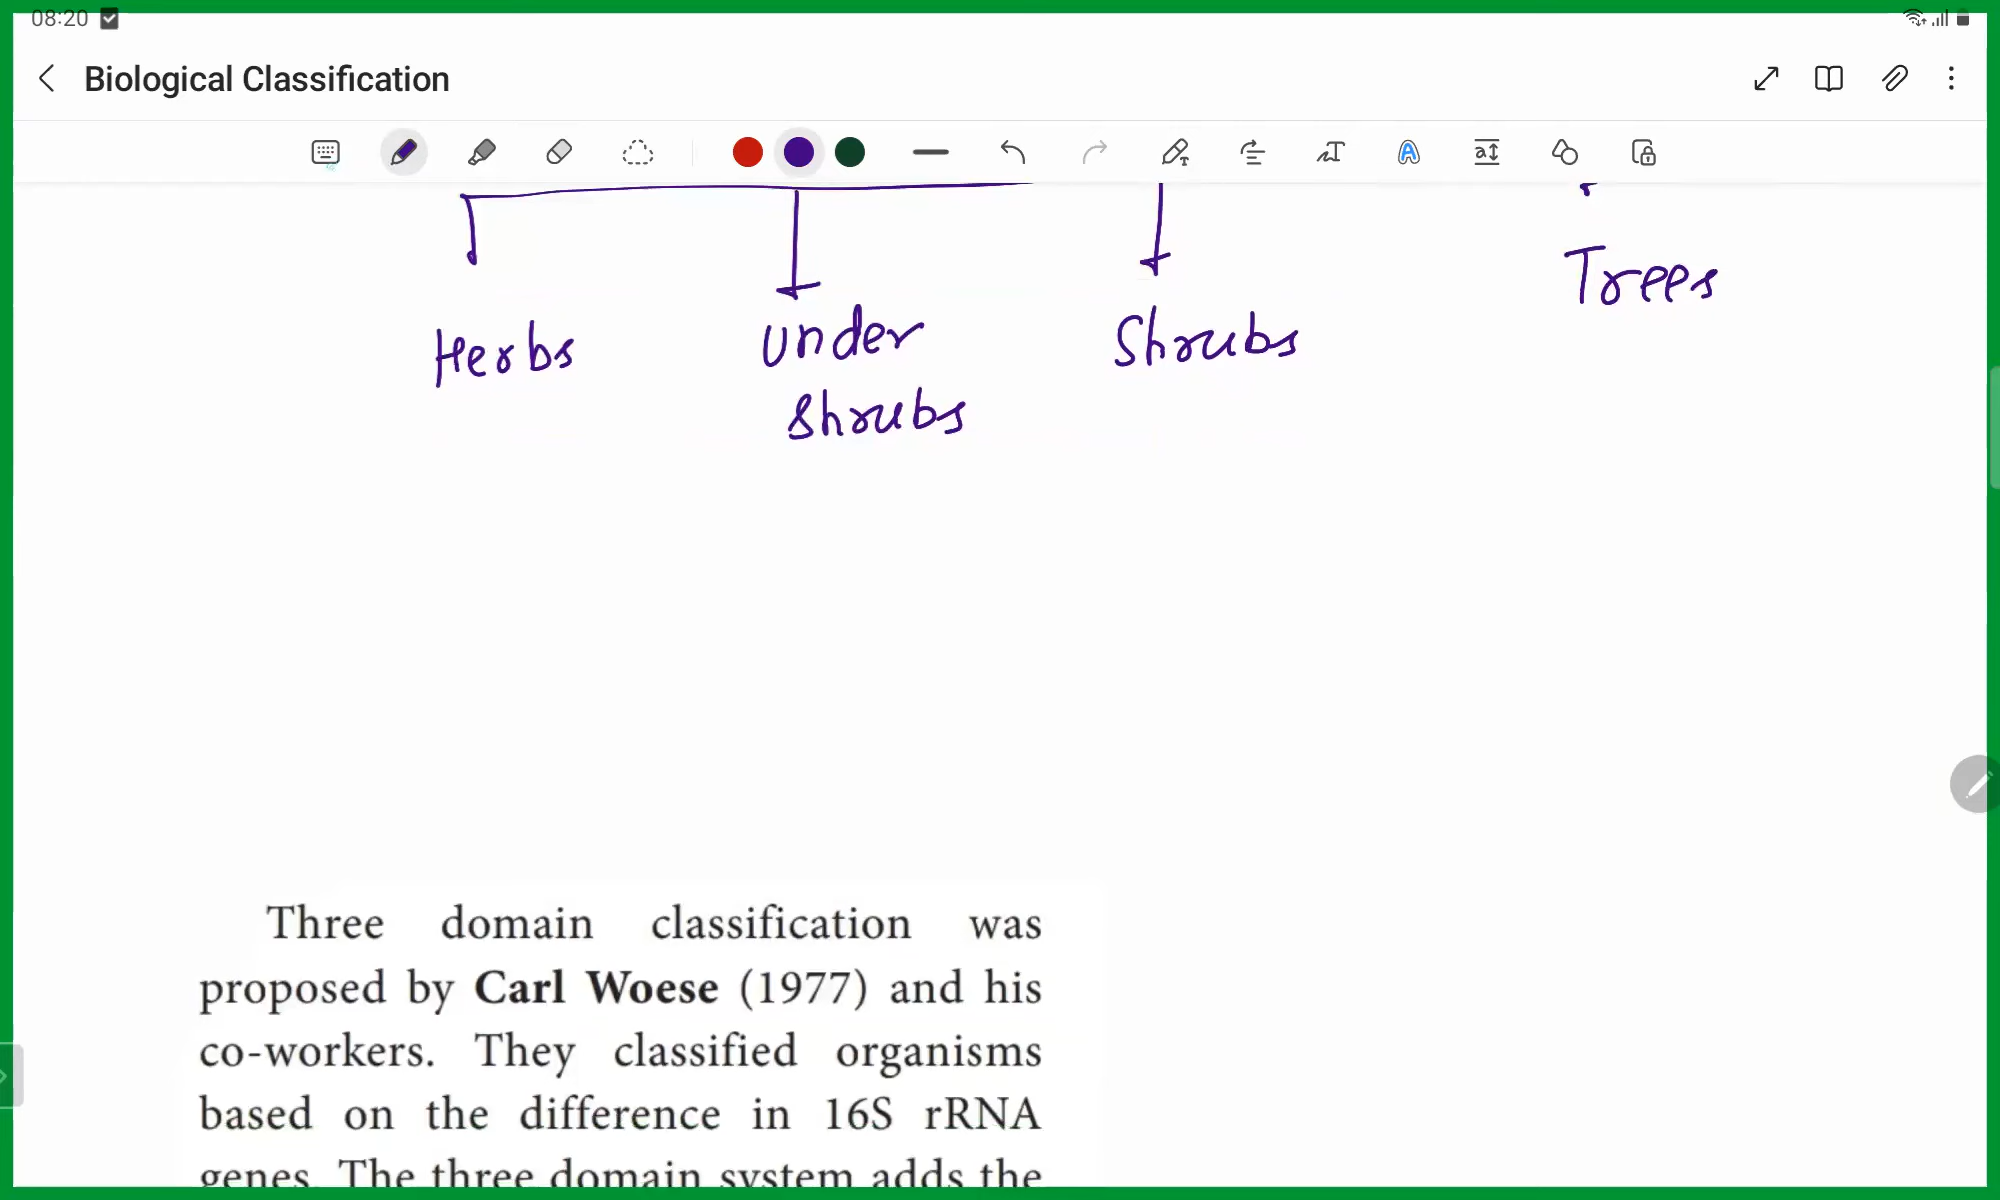 08:20
Biological Classification
Herbs
under
shrubs
Shrubs
Trees
Three domain classification was
proposed by Carl Woese (1977) and his
co-workers. They classified organisms
based on the difference in 16S rRNA
genes. The three domain system adds the